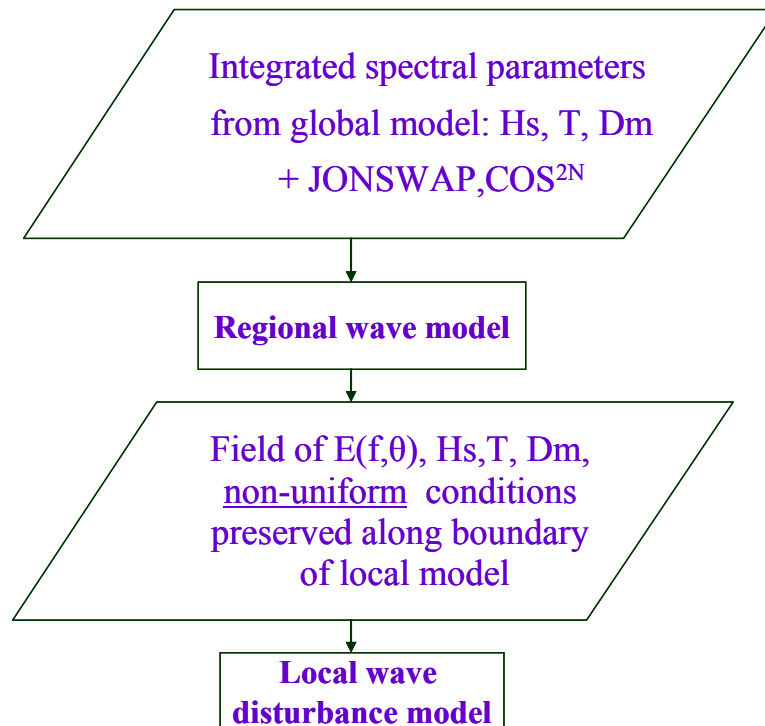 Integrated spectral parameters
from global model: Hs, T, Dm
+ JONSWAP,COS²ᴺ
Regional wave model
Field of E(f,θ), Hs,T, Dm,
non-uniform conditions
preserved along boundary
of local model
Local wave
disturbance model